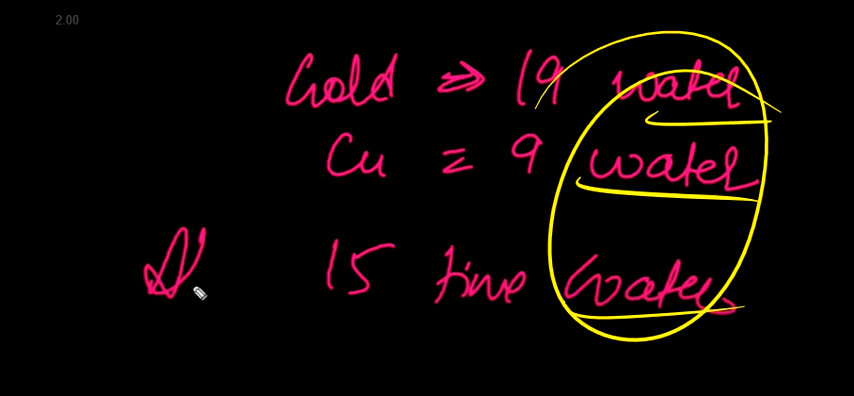 2.00
Gold ⇒ 19 water
Cu = 9 water
15 time water